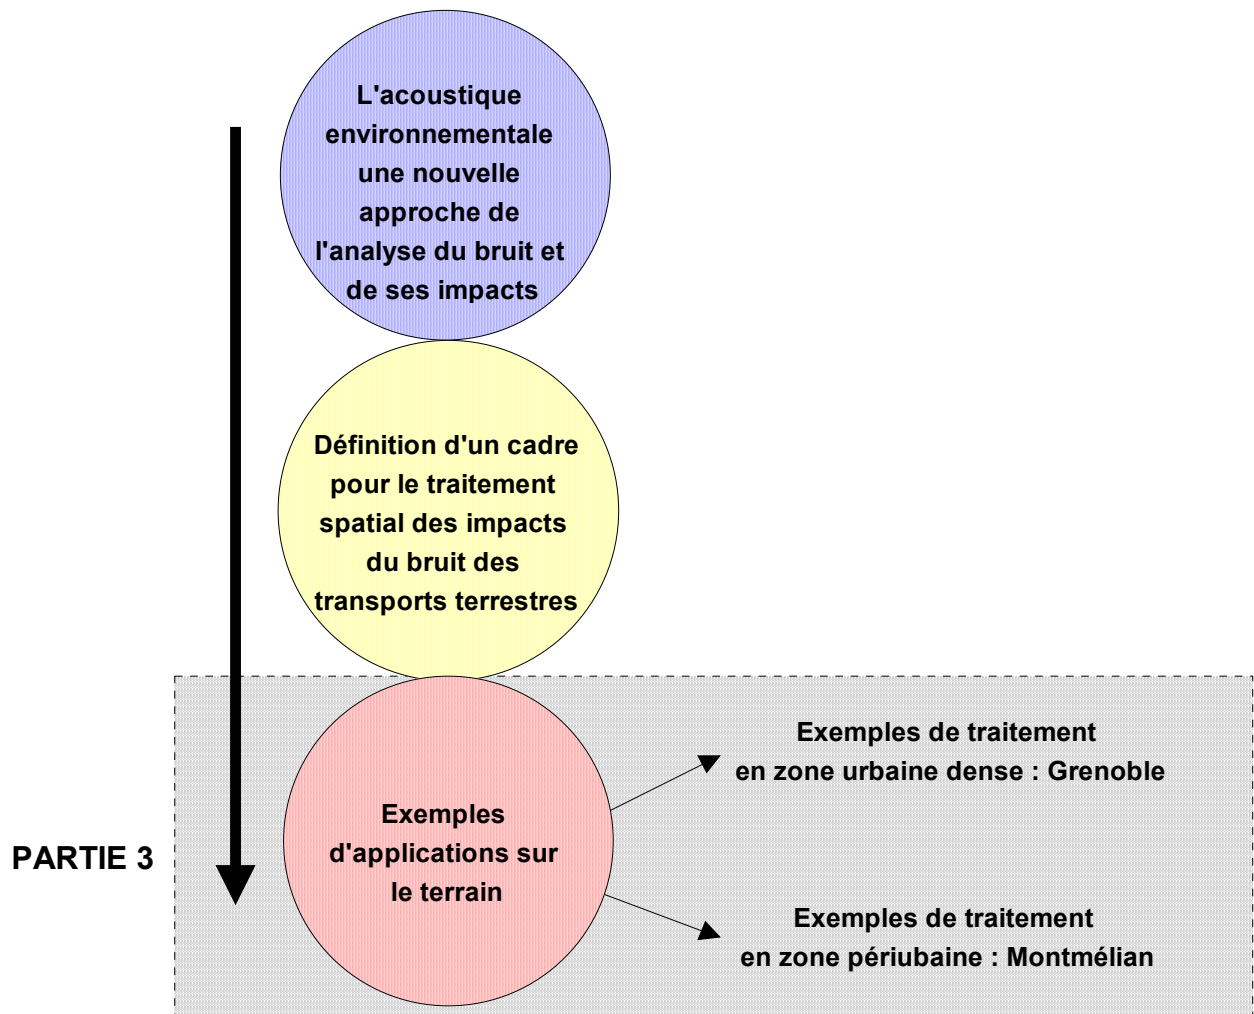 L'acoustique
environnementale
une nouvelle
approche de
l'analyse du bruit et
de ses impacts
Définition d'un cadre
pour le traitement
spatial des impacts
du bruit des
transports terrestres
PARTIE 3
Exemples
d'applications sur
le terrain
Exemples de traitement
en zone urbaine dense : Grenoble
Exemples de traitement
en zone périubaine : Montmélian